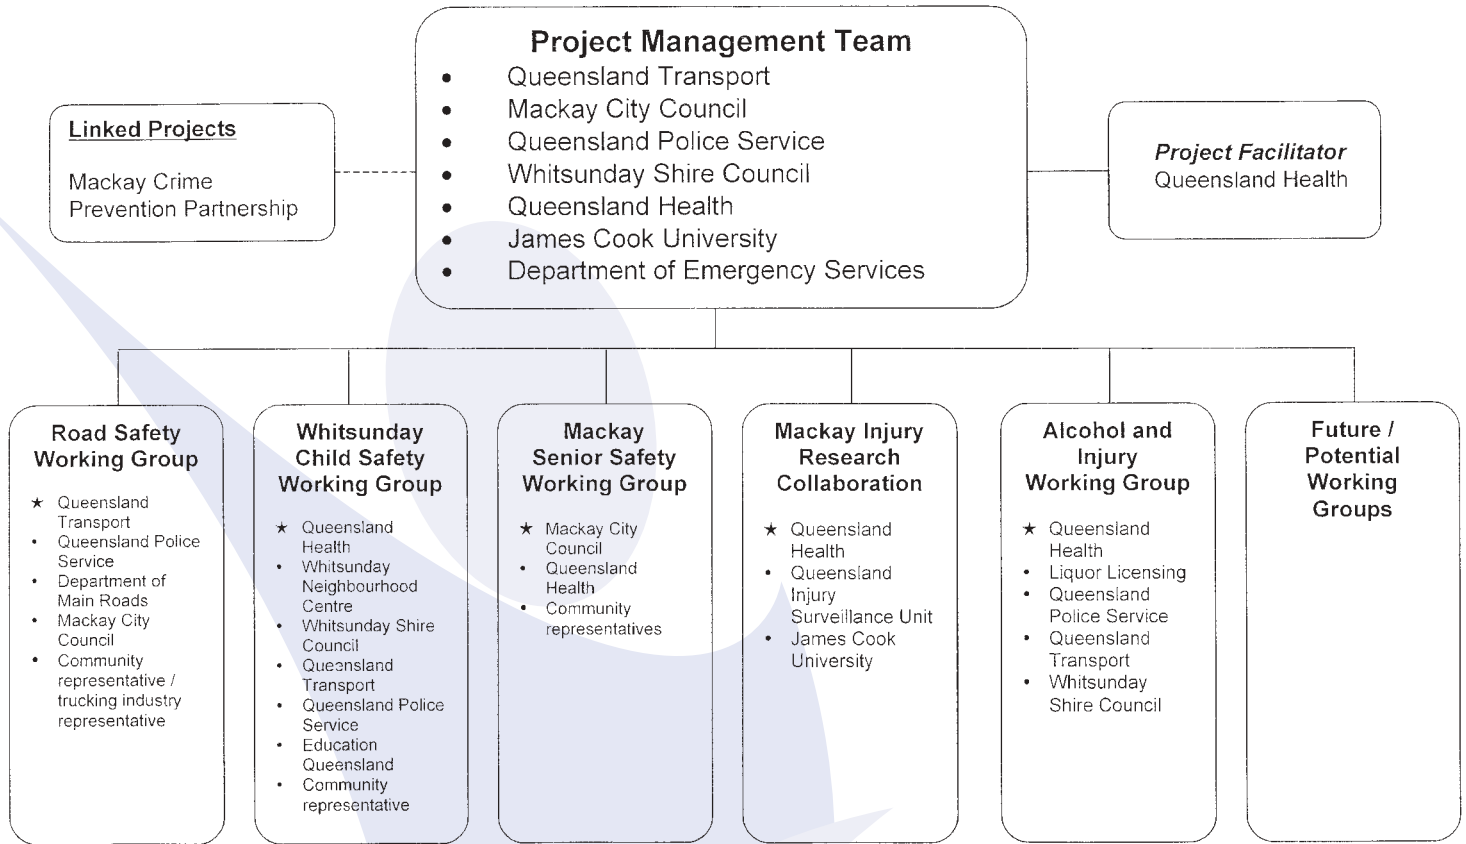 Project Management Team
• Queensland Transport
• Mackay City Council
• Queensland Police Service
• Whitsunday Shire Council
• Queensland Health
• James Cook University
• Department of Emergency Services
Linked Projects
Mackay Crime
Prevention Partnership
Project Facilitator
Queensland Health
Road Safety
Working Group
★ Queensland
Transport
• Queensland Police
Service
• Department of
Main Roads
• Mackay City
Council
• Community
representative /
trucking industry
representative
Whitsunday
Child Safety
Working Group
★ Queensland
Health
• Whitsunday
Neighbourhood
Centre
• Whitsunday Shire
Council
• Queensland
Transport
• Queensland Police
Service
• Education
Queensland
• Community
representative
Mackay
Senior Safety
Working Group
★ Mackay City
Council
• Queensland
Health
• Community
representatives
Mackay Injury
Research
Collaboration
★ Queensland
Health
• Queensland
Injury
Surveillance Unit
• James Cook
University
Alcohol and
Injury
Working Group
★ Queensland
Health
• Liquor Licensing
• Queensland
Police Service
• Queensland
Transport
• Whitsunday
Shire Council
Future /
Potential
Working
Groups